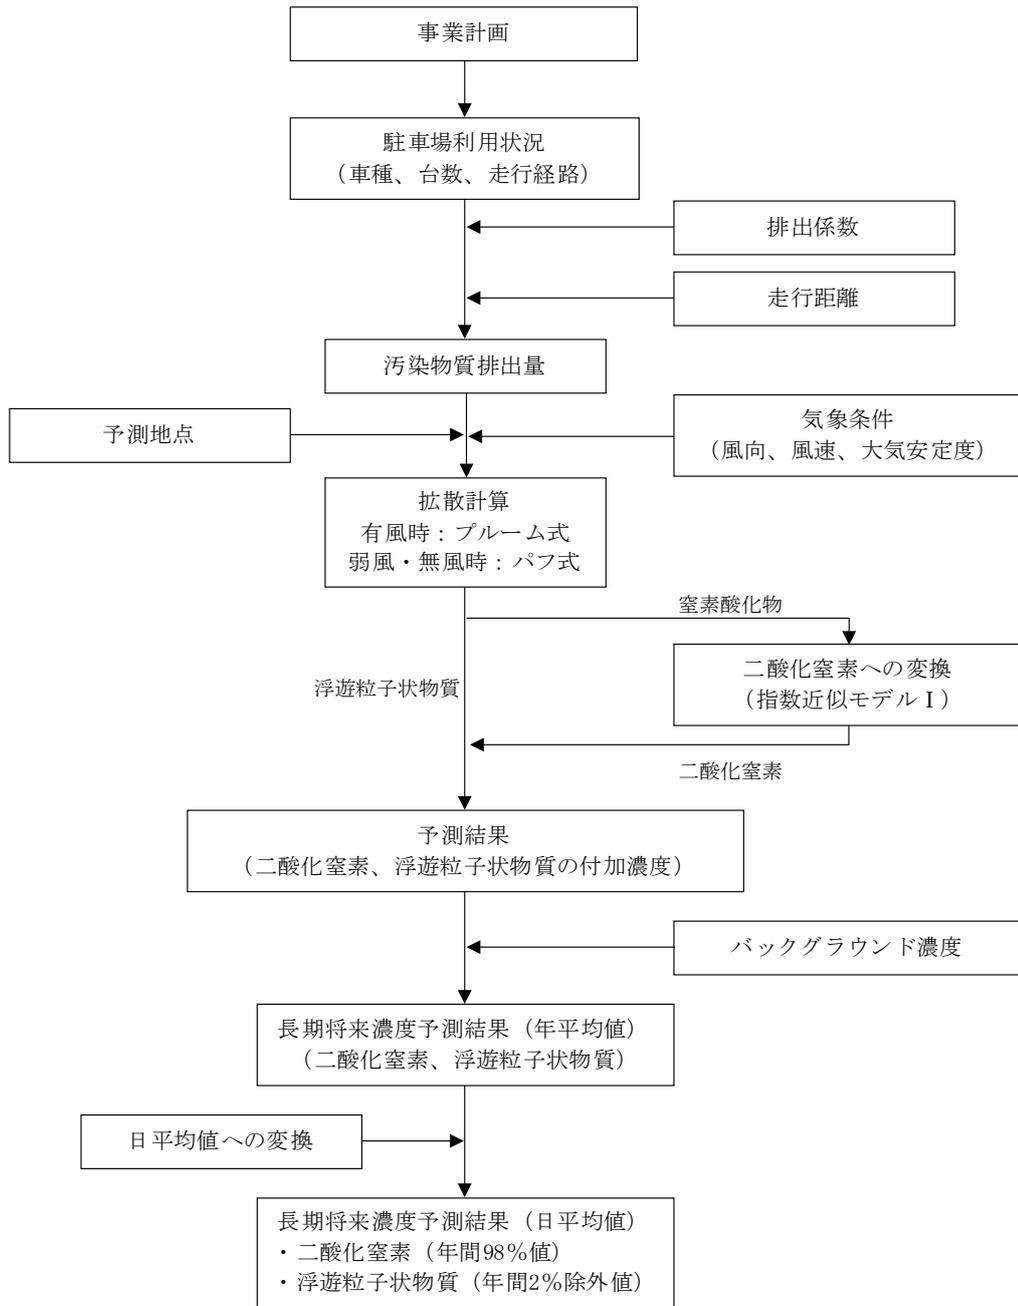 事業計画
駐車場利用状況
（車種、台数、走行経路）
排出係数
走行距離
汚染物質排出量
予測地点
気象条件
（風向、風速、大気安定度）
拡散計算
有風時：プルーム式
弱風・無風時：パフ式
窒素酸化物
二酸化窒素への変換
（指数近似モデルⅠ）
浮遊粒子状物質
二酸化窒素
予測結果
（二酸化窒素、浮遊粒子状物質の付加濃度）
バックグラウンド濃度
長期将来濃度予測結果（年平均値）
（二酸化窒素、浮遊粒子状物質）
日平均値への変換
長期将来濃度予測結果（日平均値）
・二酸化窒素（年間98％値）
・浮遊粒子状物質（年間2％除外値）